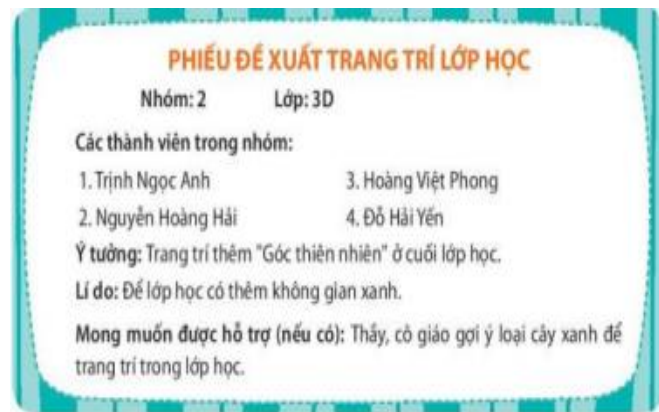 PHIẾU ĐỀ XUẤT TRANG TRÍ LỚP HỌC
Nhóm: 2 Lớp: 3D
Các thành viên trong nhóm:
1. Trịnh Ngọc Anh 3. Hoàng Việt Phong
2. Nguyễn Hoàng Hải 4. Đỗ Hải Yến
Ý tưởng: Trang trí thêm "Góc thiên nhiên" ở cuối lớp học.
Lí do: Để lớp học có thêm không gian xanh.
Mong muốn được hỗ trợ (nếu có): Thầy, cô giáo gợi ý loại cây xanh để
trang trí trong lớp học.